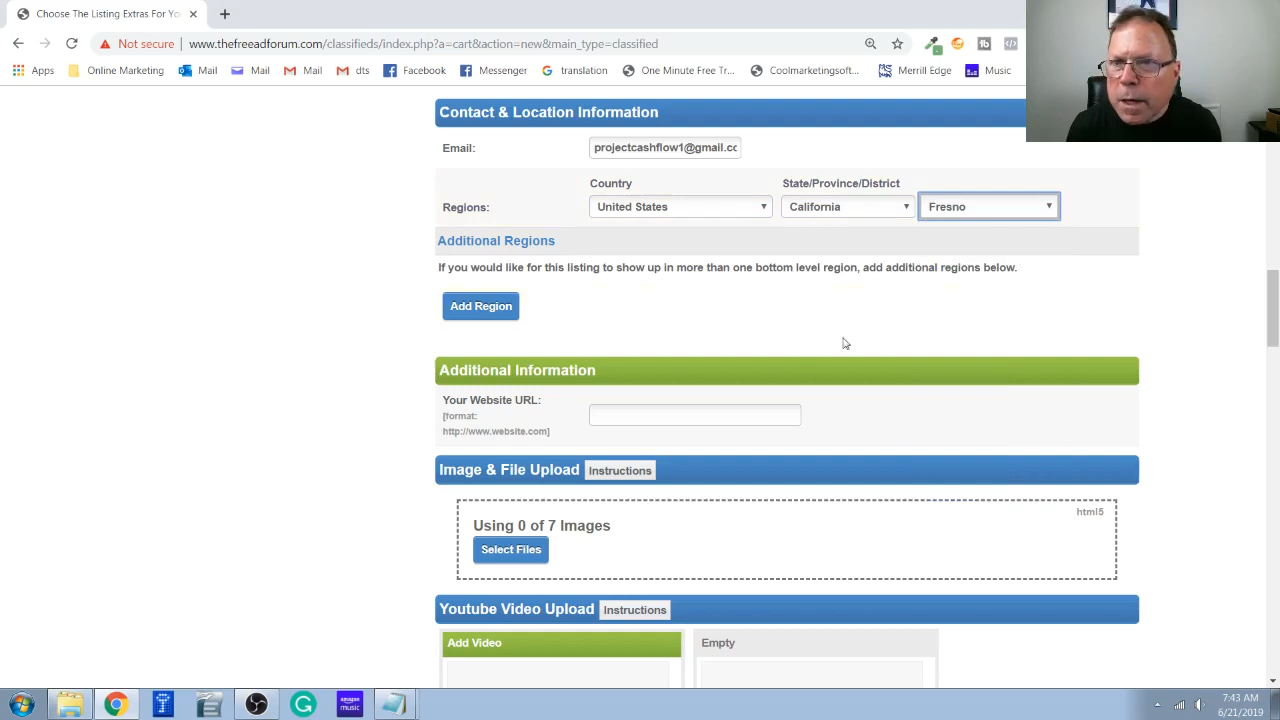 Choose The Listing Extras For Yo
Not secure | www.thefreeadforum.com/classifieds/index.php?a=cart&action=new&main_type=classified
Apps Online Marketing Mail Mail Mail dts Facebook Messenger translation One Minute Free Tr... Coolmarketingsoft... Merrill Edge Music
Contact & Location Information
Email: projectcashflow1@gmail.cc
Country State/Province/District
Regions: United States California Fresno
Additional Regions
If you would like for this listing to show up in more than one bottom level region, add additional regions below.
Add Region
Additional Information
Your Website URL:
[format:
http://www.website.com]
Image & File Upload Instructions
html5
Using 0 of 7 Images
Select Files
Youtube Video Upload Instructions
Add Video Empty
amazon
music
7:43 AM
6/21/2019